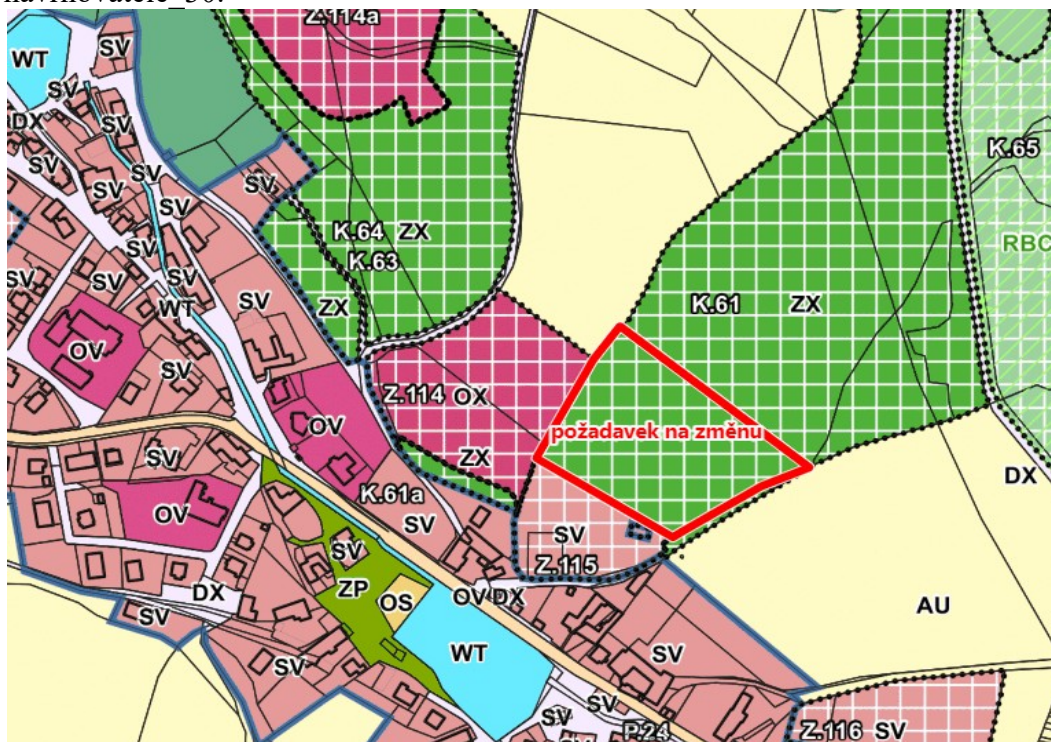 navrhovatele_30:
Z.114a
WT
SV
SV
DX
SV
SV
K.65
SV
SV
SV
SV
K.64 ZX
RBC
SV
K.63
SV
SV
SV
ZX
K.61 ZX
WT
OV
SV
Z.114 OX
OV
požadavek na změnu
SV
ZX
DX
K.61a
OV
SV
SV
SV
Z.115
ZP
DX
OS
OV
DX
AU
SV
WT
SV
SV
SV
SV
P.24
Z.116 SV